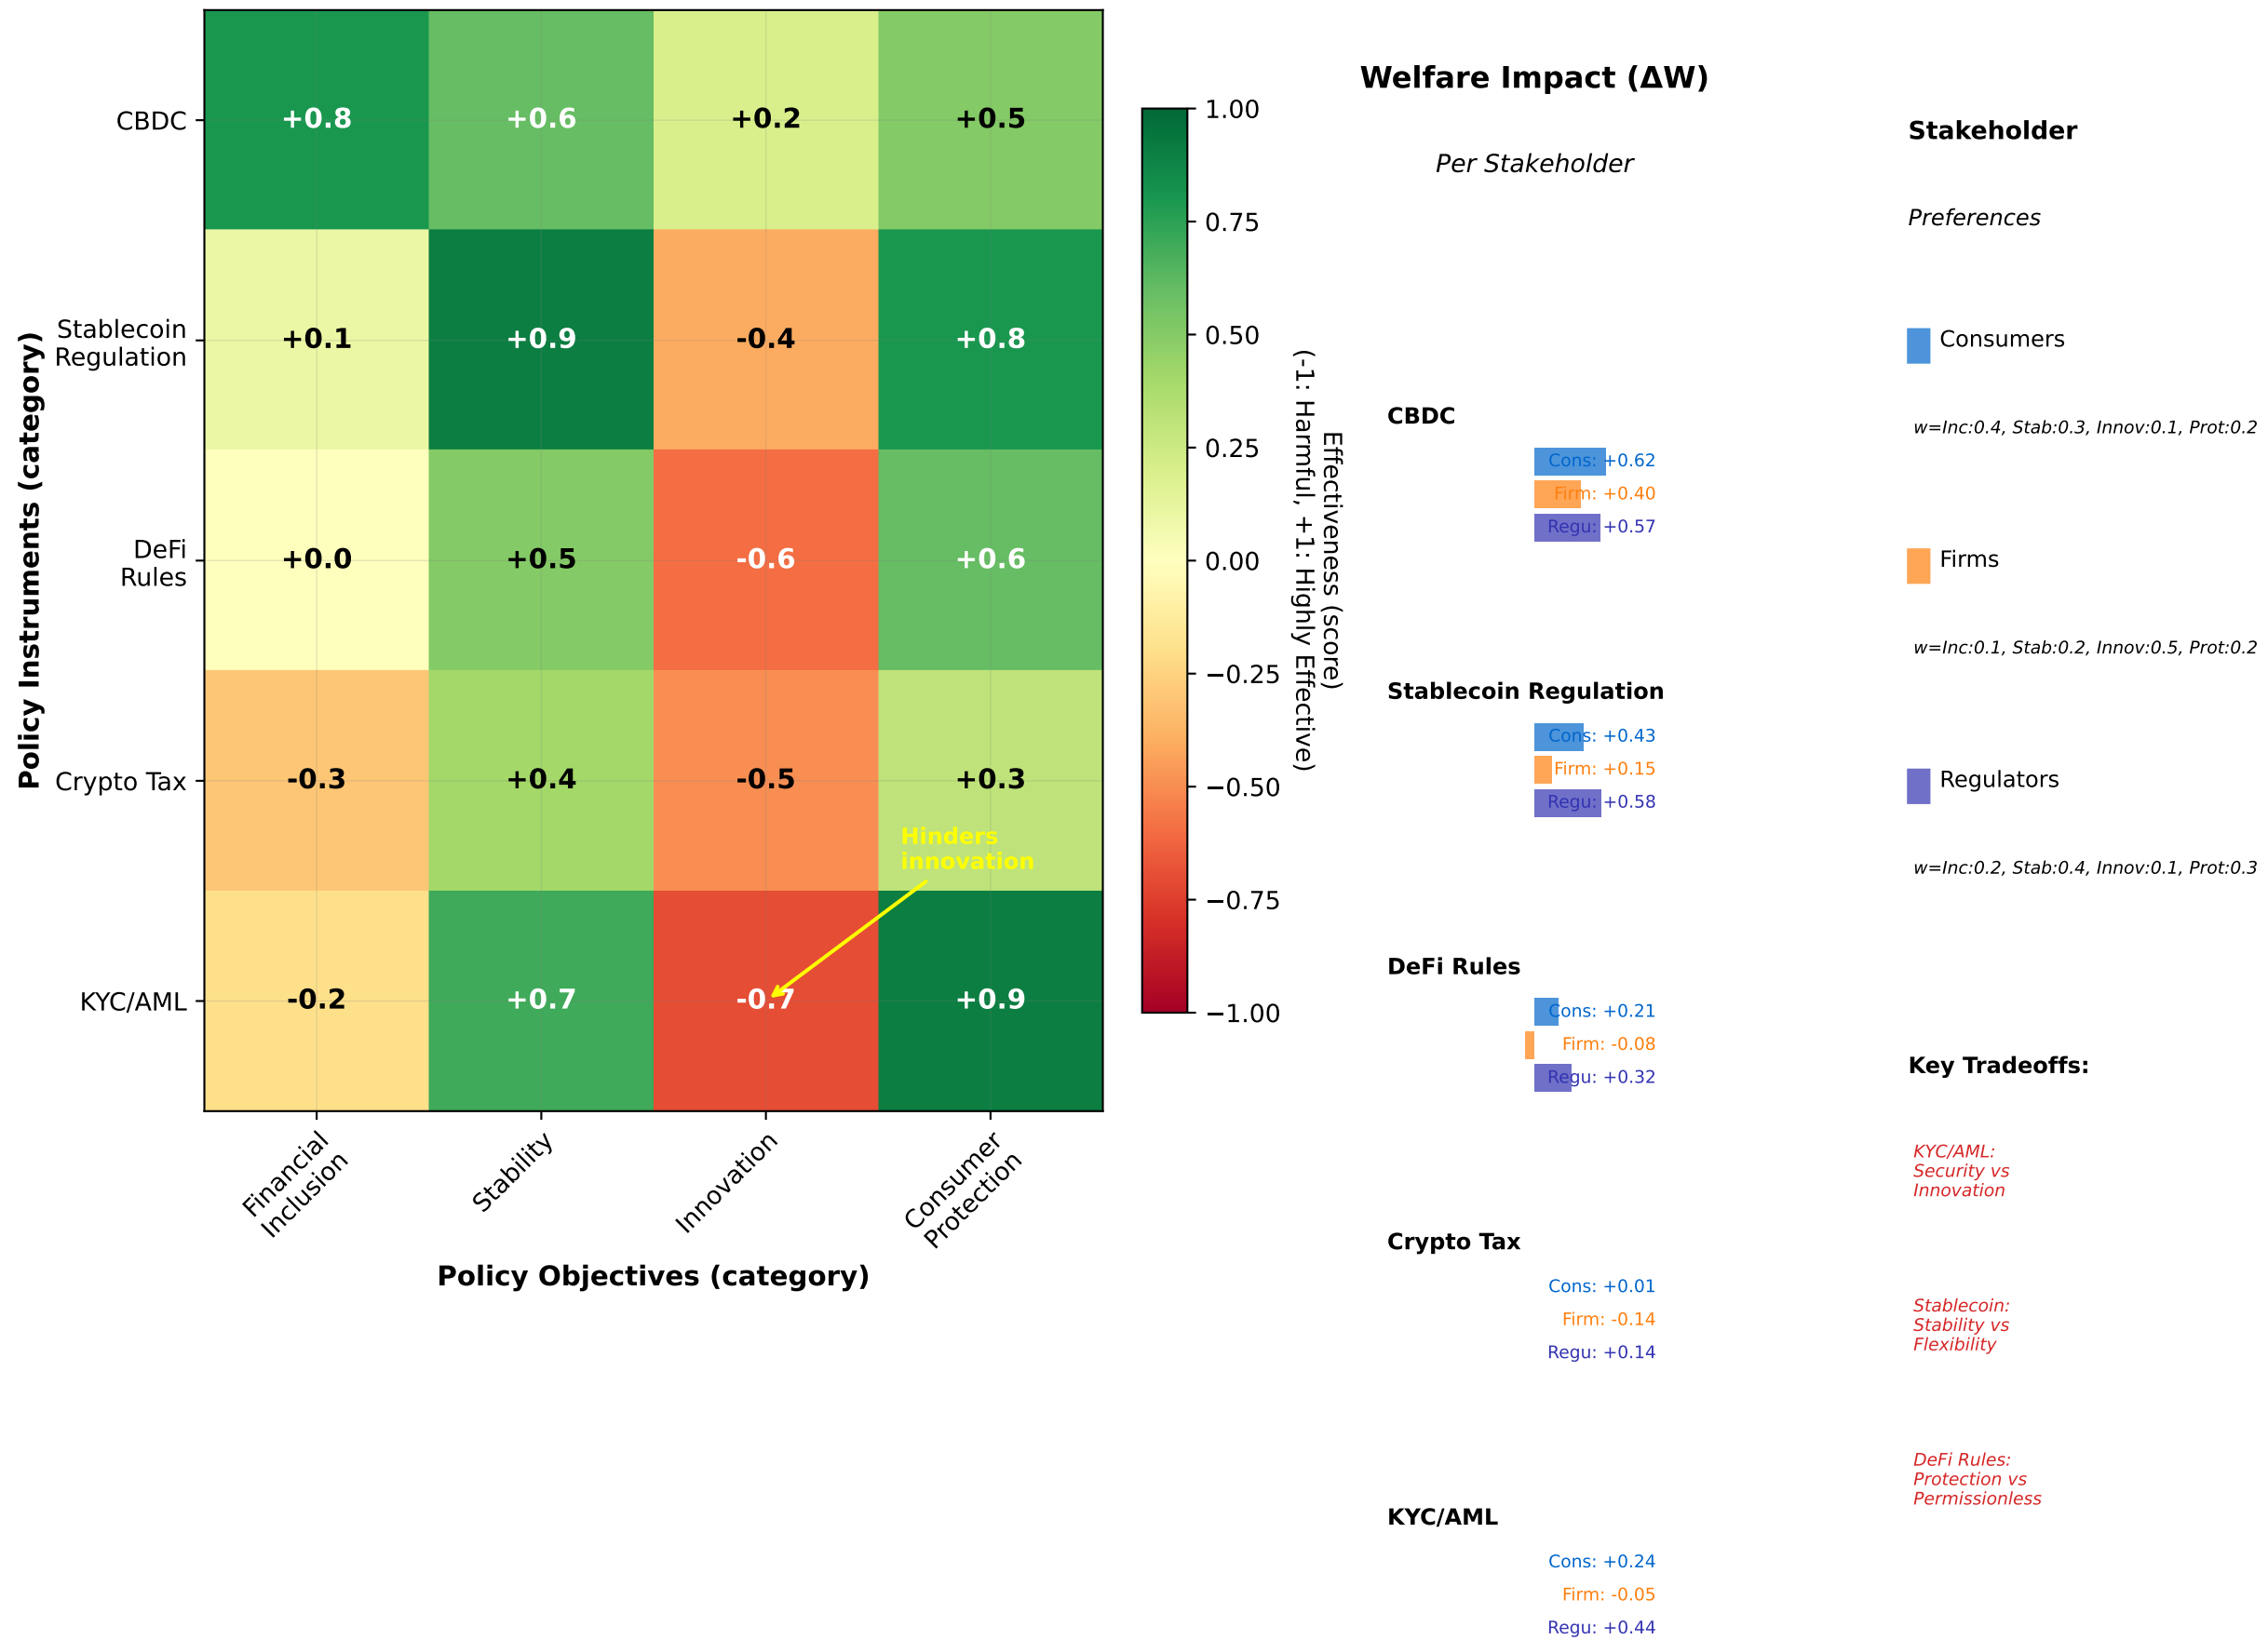 Policy Instruments (category)
CBDC
Stablecoin
Regulation
DeFi
Rules
Crypto Tax
KYC/AML
+0.8
+0.6
+0.2
+0.5
+0.1
+0.9
-0.4
+0.8
+0.0
+0.5
-0.6
+0.6
-0.3
+0.4
-0.5
+0.3
Hinders
innovation
-0.2
+0.7
-0.7
+0.9
Financial
Inclusion
Stability
Innovation
Consumer
Protection
Policy Objectives (category)
1.00
0.75
0.50
0.25
0.00
−0.25
−0.50
−0.75
−1.00
Effectiveness (score)
(-1: Harmful, +1: Highly Effective)
Welfare Impact (ΔW)
Per Stakeholder
CBDC
Cons: +0.62
Firm: +0.40
Regu: +0.57
Stablecoin Regulation
Cons: +0.43
Firm: +0.15
Regu: +0.58
DeFi Rules
Cons: +0.21
Firm: -0.08
Regu: +0.32
Crypto Tax
Cons: +0.01
Firm: -0.14
Regu: +0.14
KYC/AML
Cons: +0.24
Firm: -0.05
Regu: +0.44
Stakeholder
Preferences
Consumers
w=Inc:0.4, Stab:0.3, Innov:0.1, Prot:0.2
Firms
w=Inc:0.1, Stab:0.2, Innov:0.5, Prot:0.2
Regulators
w=Inc:0.2, Stab:0.4, Innov:0.1, Prot:0.3
Key Tradeoffs:
KYC/AML:
Security vs
Innovation
Stablecoin:
Stability vs
Flexibility
DeFi Rules:
Protection vs
Permissionless